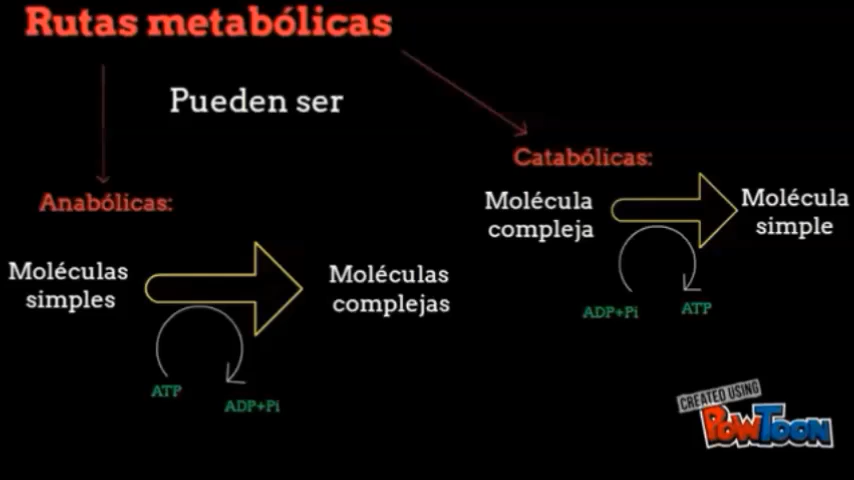 Rutas metabólicas
Pueden ser
Anabólicas:
Moléculas
simples
Moléculas
complejas
ATP
ADP+Pi
Catabólicas:
Molécula
compleja
Molécula
simple
ADP+Pi
ATP
CREATED USING
POWTOON